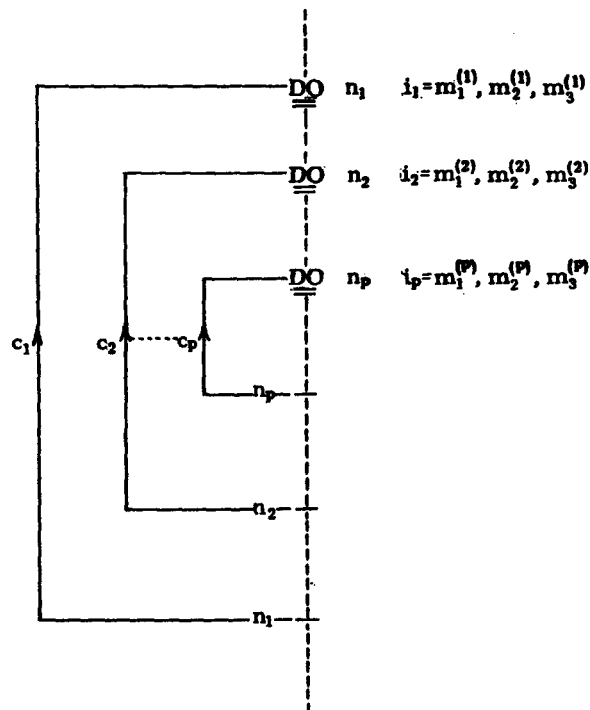 DO n₁ i₁=m₁⁽¹⁾, m₂⁽¹⁾, m₃⁽¹⁾
DO n₂ i₂=m₁⁽²⁾, m₂⁽²⁾, m₃⁽²⁾
DO nₚ iₚ=m₁⁽ᵖ⁾, m₂⁽ᵖ⁾, m₃⁽ᵖ⁾
c₁ c₂ cₚ
nₚ
n₂
n₁